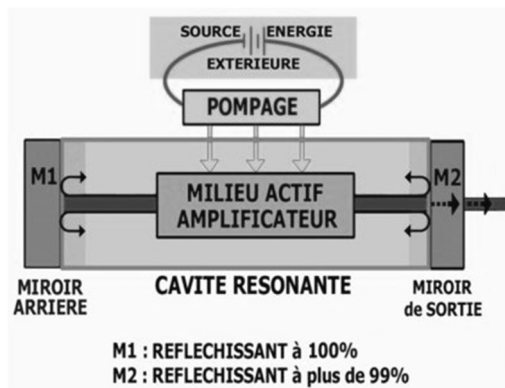 SOURCE ENERGIE
EXTERIEURE
POMPAGE
M1
MILIEU ACTIF
AMPLIFICATEUR
M2
MIROIR
ARRIERE
CAVITE RESONANTE
MIROIR
de SORTIE
M1 : REFLECHISSANT à 100%
M2 : REFLECHISSANT à plus de 99%